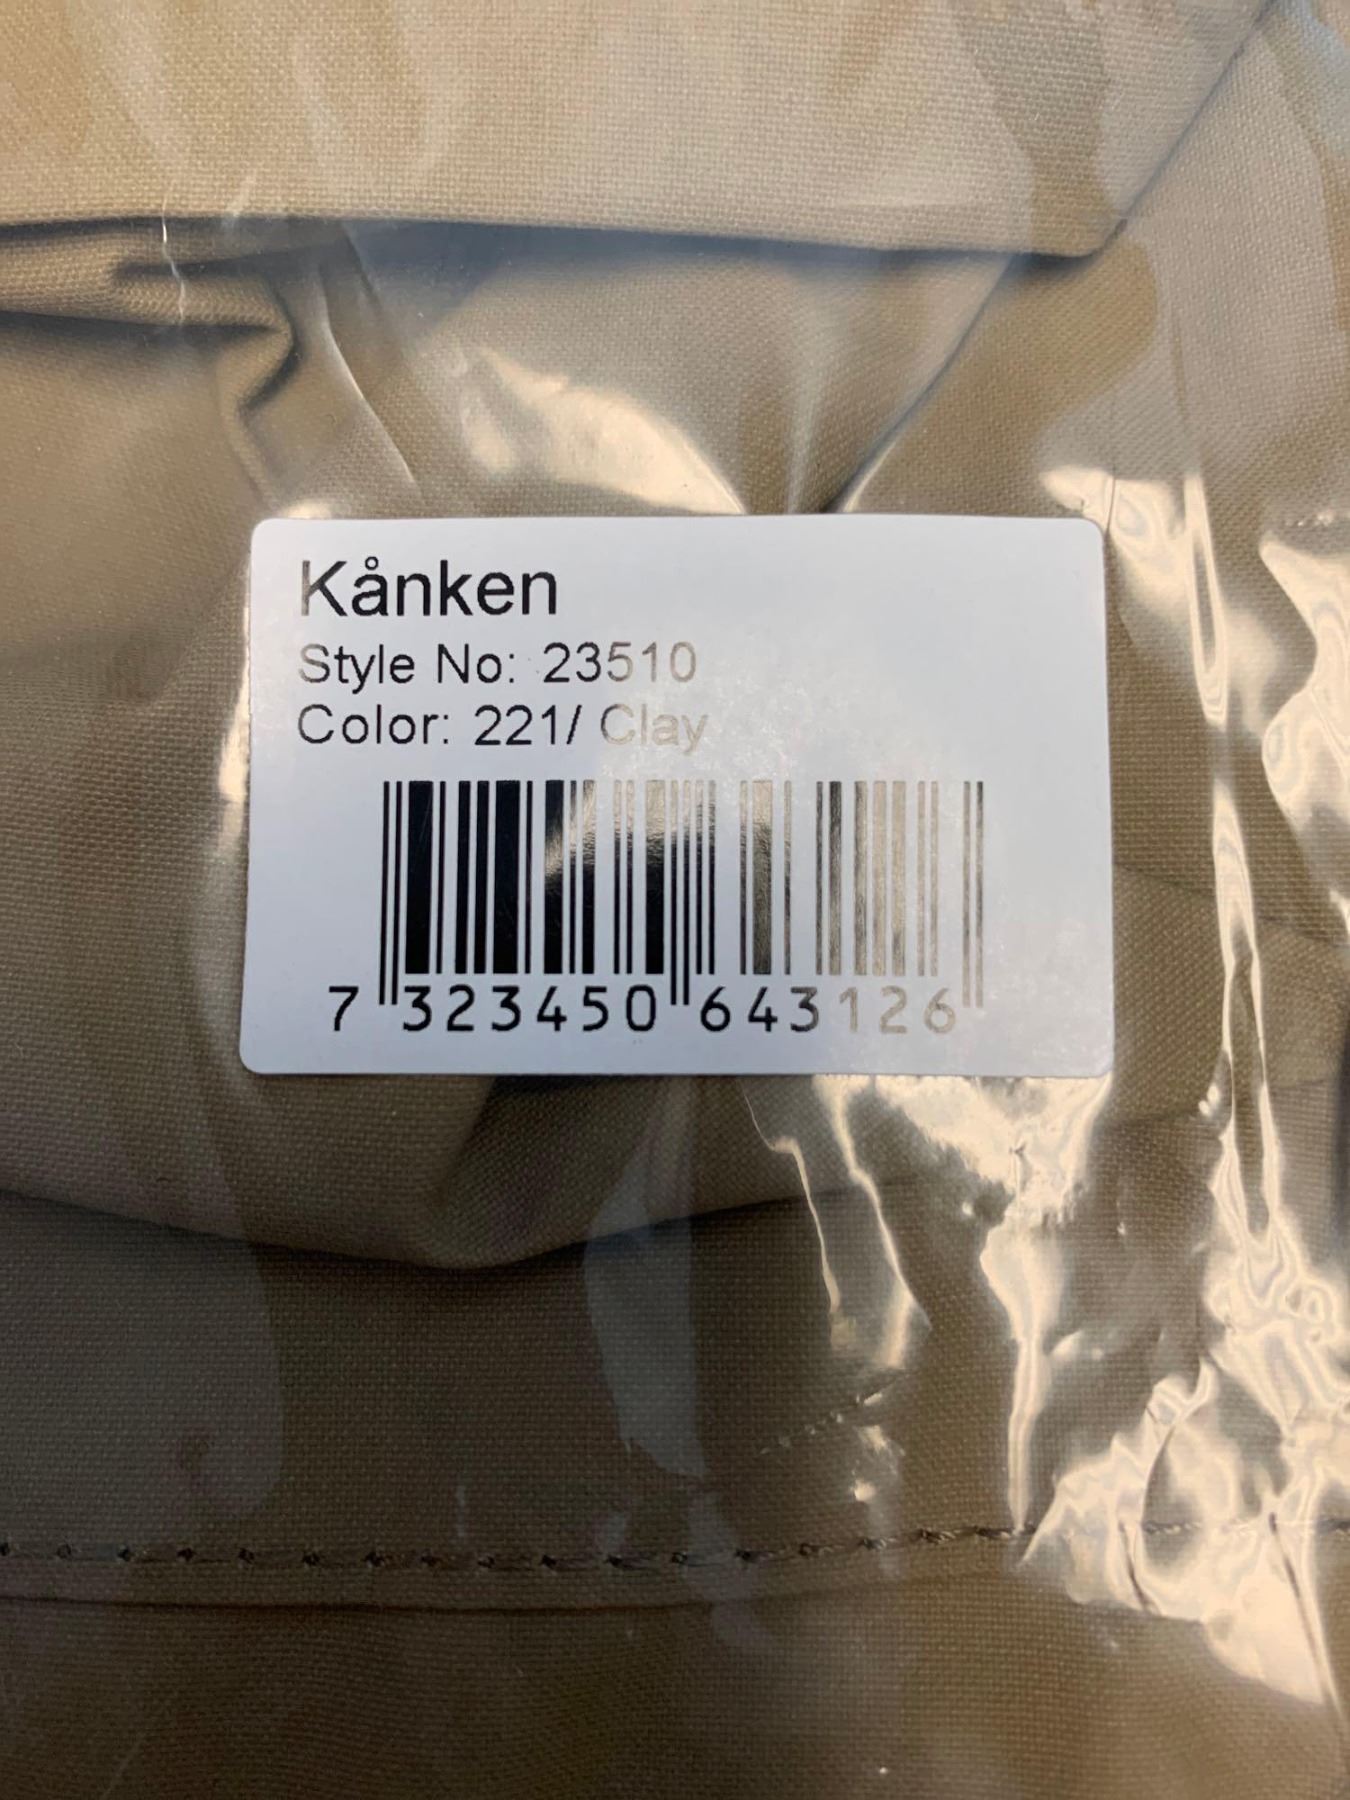 Kånken
Style No: 23510
Color: 221/ Clay
7 323450 643126